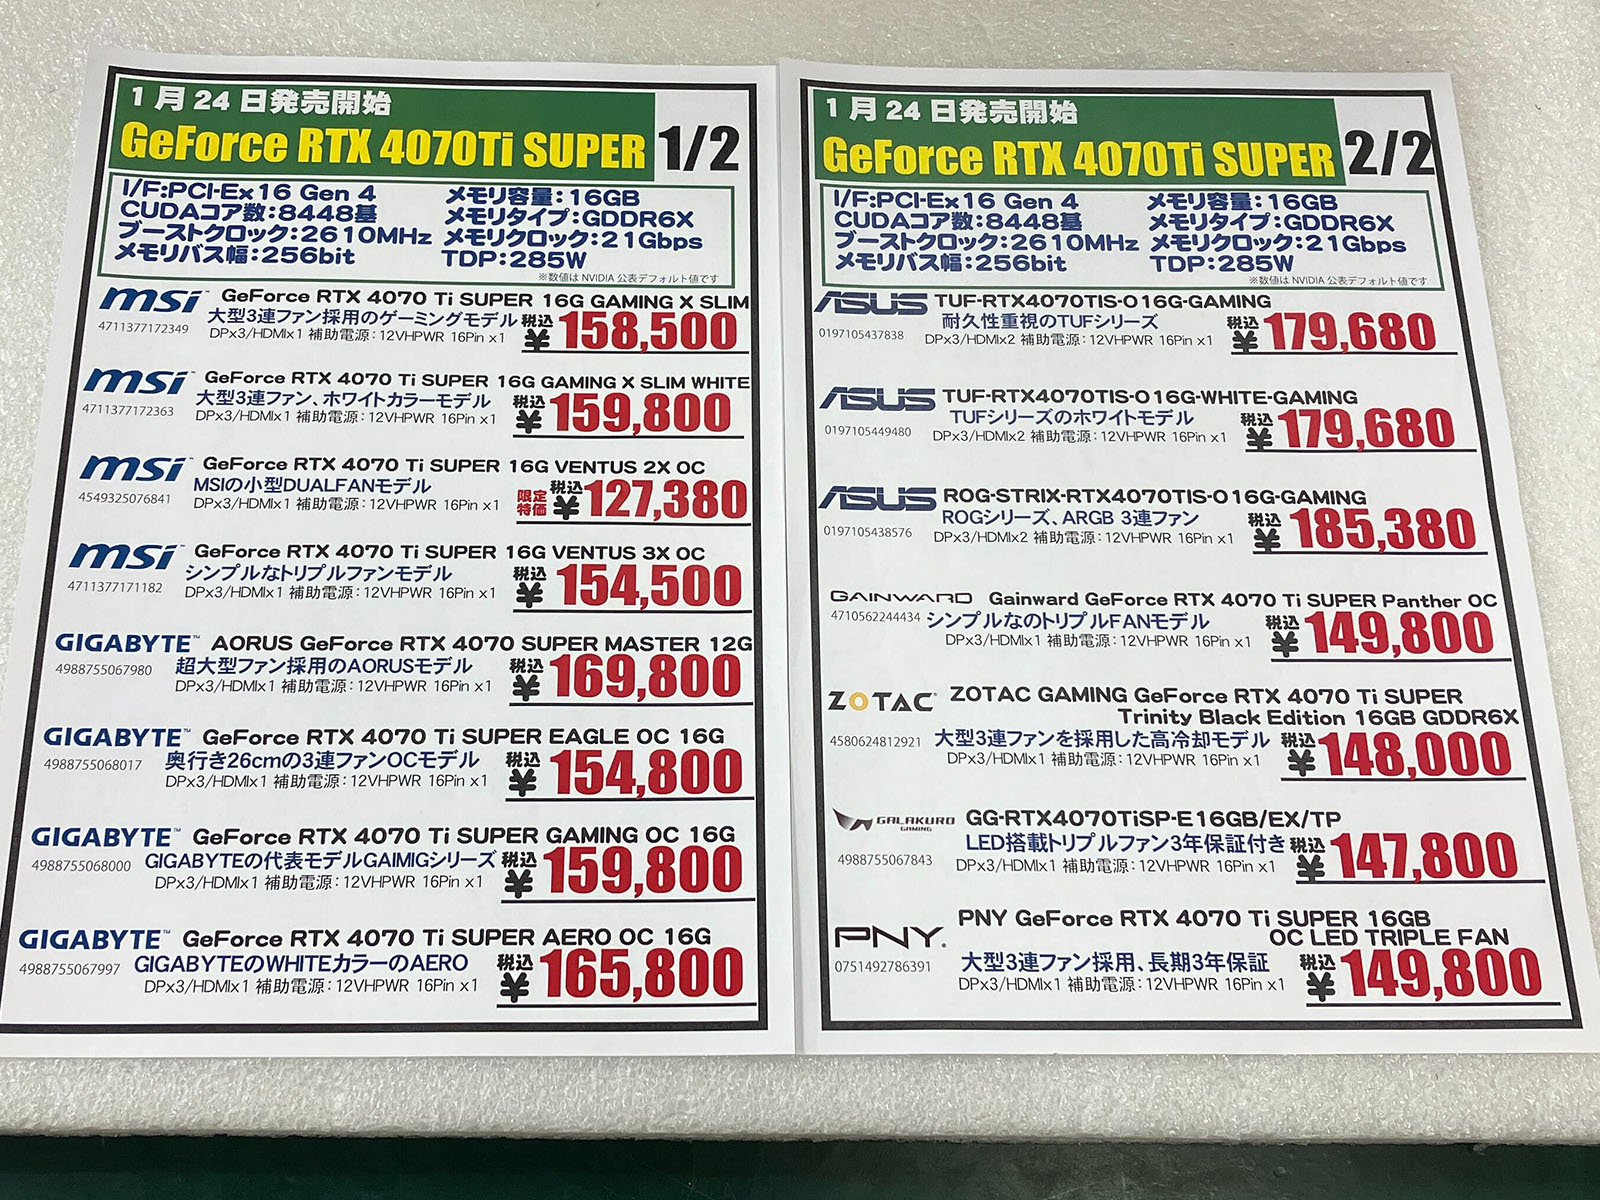 1月24日発売開始
GeForce RTX 4070Ti SUPER 1/2
I/F:PCI-Ex16 Gen 4 メモリ容量:16GB
CUDAコア数:8448基 メモリタイプ:GDDR6X
ブーストクロック:2610MHz メモリクロック:21Gbps
メモリバス幅:256bit TDP:285W
※数値は NVIDIA 公表デフォルト値です
msi GeForce RTX 4070 Ti SUPER 16G GAMING X SLIM
大型3連ファン採用のゲーミングモデル 税込 ¥158,500
4711377172349 DPx3/HDMIx1 補助電源:12VHPWR 16Pin x1
msi GeForce RTX 4070 Ti SUPER 16G GAMING X SLIM WHITE
大型3連ファン、ホワイトカラーモデル 税込 ¥159,800
4711377172363 DPx3/HDMIx1 補助電源:12VHPWR 16Pin x1
msi GeForce RTX 4070 Ti SUPER 16G VENTUS 2X OC
MSIの小型DUALFANモデル 限定特価 税込 ¥127,380
4549325076841 DPx3/HDMIx1 補助電源:12VHPWR 16Pin x1
msi GeForce RTX 4070 Ti SUPER 16G VENTUS 3X OC
シンプルなトリプルファンモデル 税込 ¥154,500
4711377171182 DPx3/HDMIx1 補助電源:12VHPWR 16Pin x1
GIGABYTE™ AORUS GeForce RTX 4070 SUPER MASTER 12G
4988755067980 超大型ファン採用のAORUSモデル 税込 ¥169,800
DPx3/HDMIx1 補助電源:12VHPWR 16Pin x1
GIGABYTE™ GeForce RTX 4070 Ti SUPER EAGLE OC 16G
4988755068017 奥行き26cmの3連ファンOCモデル 税込 ¥154,800
DPx3/HDMIx1 補助電源:12VHPWR 16Pin x1
GIGABYTE™ GeForce RTX 4070 Ti SUPER GAMING OC 16G
4988755068000 GIGABYTEの代表モデルGAIMIGシリーズ 税込 ¥159,800
DPx3/HDMIx1 補助電源:12VHPWR 16Pin x1
GIGABYTE™ GeForce RTX 4070 Ti SUPER AERO OC 16G
4988755067997 GIGABYTEのWHITEカラーのAERO 税込 ¥165,800
DPx3/HDMIx1 補助電源:12VHPWR 16Pin x1
1月24日発売開始
GeForce RTX 4070Ti SUPER 2/2
I/F:PCI-Ex16 Gen 4 メモリ容量:16GB
CUDAコア数:8448基 メモリタイプ:GDDR6X
ブーストクロック:2610MHz メモリクロック:21Gbps
メモリバス幅:256bit TDP:285W
※数値は NVIDIA 公表デフォルト値です
ASUS TUF-RTX4070TIS-O16G-GAMING
耐久性重視のTUFシリーズ 税込 ¥179,680
0197105437838 DPx3/HDMIx2 補助電源:12VHPWR 16Pin x1
ASUS TUF-RTX4070TIS-O16G-WHITE-GAMING
TUFシリーズのホワイトモデル 税込 ¥179,680
0197105449480 DPx3/HDMIx2 補助電源:12VHPWR 16Pin x1
ASUS ROG-STRIX-RTX4070TIS-O16G-GAMING
ROGシリーズ、ARGB 3連ファン 税込 ¥185,380
0197105438576 DPx3/HDMIx2 補助電源:12VHPWR 16Pin x1
GAINWARD Gainward GeForce RTX 4070 Ti SUPER Panther OC
4710562244434 シンプルなのトリプルFANモデル 税込 ¥149,800
DPx3/HDMIx1 補助電源:12VHPWR 16Pin x1
ZOTAC ZOTAC GAMING GeForce RTX 4070 Ti SUPER
Trinity Black Edition 16GB GDDR6X
4580624812921 大型3連ファンを採用した高冷却モデル 税込 ¥148,000
DPx3/HDMIx1 補助電源:12VHPWR 16Pin x1
GALAKURO GAMING GG-RTX4070TiSP-E16GB/EX/TP
LED搭載トリプルファン3年保証付き 税込 ¥147,800
4988755067843 DPx3/HDMIx1 補助電源:12VHPWR 16Pin x1
PNY PNY GeForce RTX 4070 Ti SUPER 16GB
OC LED TRIPLE FAN
0751492786391 大型3連ファン採用、長期3年保証 税込 ¥149,800
DPx3/HDMIx1 補助電源:12VHPWR 16Pin x1